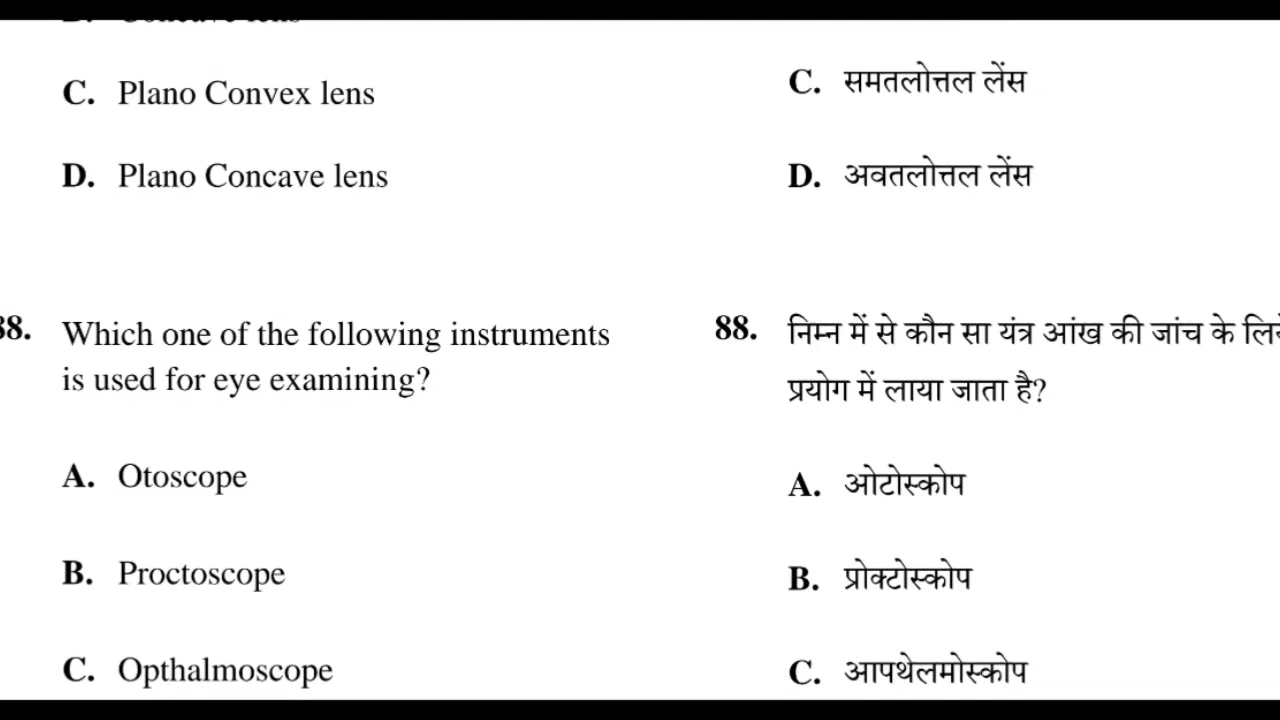 C. Plano Convex lens
D. Plano Concave lens
88. Which one of the following instruments
is used for eye examining?
A. Otoscope
B. Proctoscope
C. Opthalmoscope
C. समतलोत्तल लेंस
D. अवतलोत्तल लेंस
88. निम्न में से कौन सा यंत्र आंख की जांच के लिये
प्रयोग में लाया जाता है?
A. ओटोस्कोप
B. प्रोक्टोस्कोप
C. आपथेलमोस्कोप